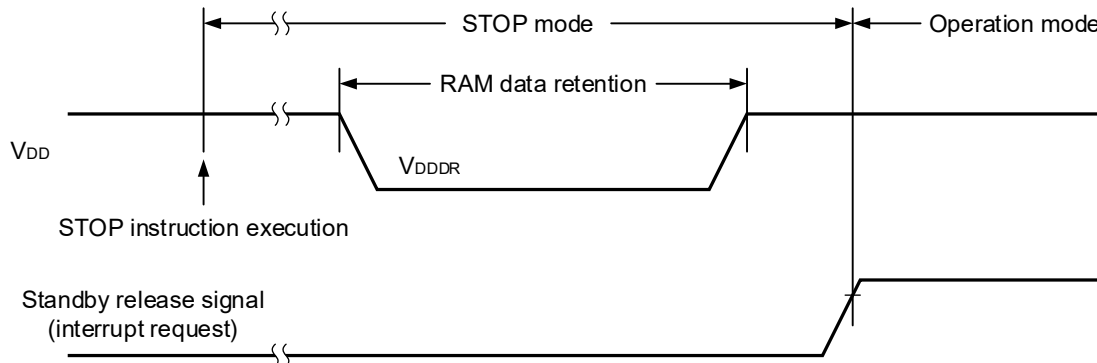 STOP mode
Operation mode
RAM data retention
VDD
VDDDR
STOP instruction execution
Standby release signal
(interrupt request)